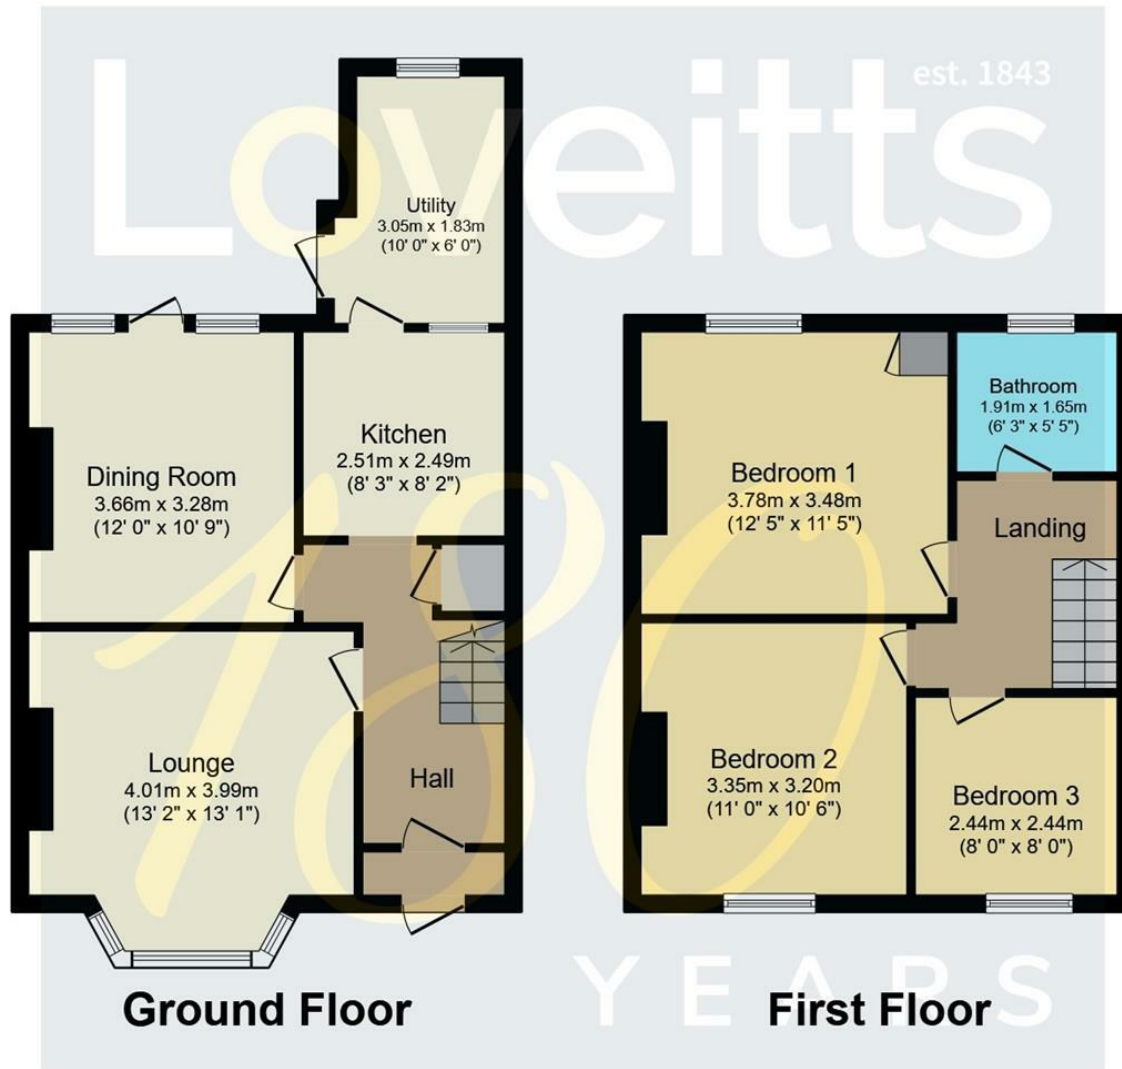 Loveitts
est. 1843
Utility
3.05m x 1.83m
(10' 0" x 6' 0")
Dining Room
3.66m x 3.28m
(12' 0" x 10' 9")
Kitchen
2.51m x 2.49m
(8' 3" x 8' 2")
Lounge
4.01m x 3.99m
(13' 2" x 13' 1")
Hall
Bedroom 1
3.78m x 3.48m
(12' 5" x 11' 5")
Bathroom
1.91m x 1.65m
(6' 3" x 5' 5")
Landing
Bedroom 2
3.35m x 3.20m
(11' 0" x 10' 6")
Bedroom 3
2.44m x 2.44m
(8' 0" x 8' 0")
180
YEARS
Ground Floor
First Floor